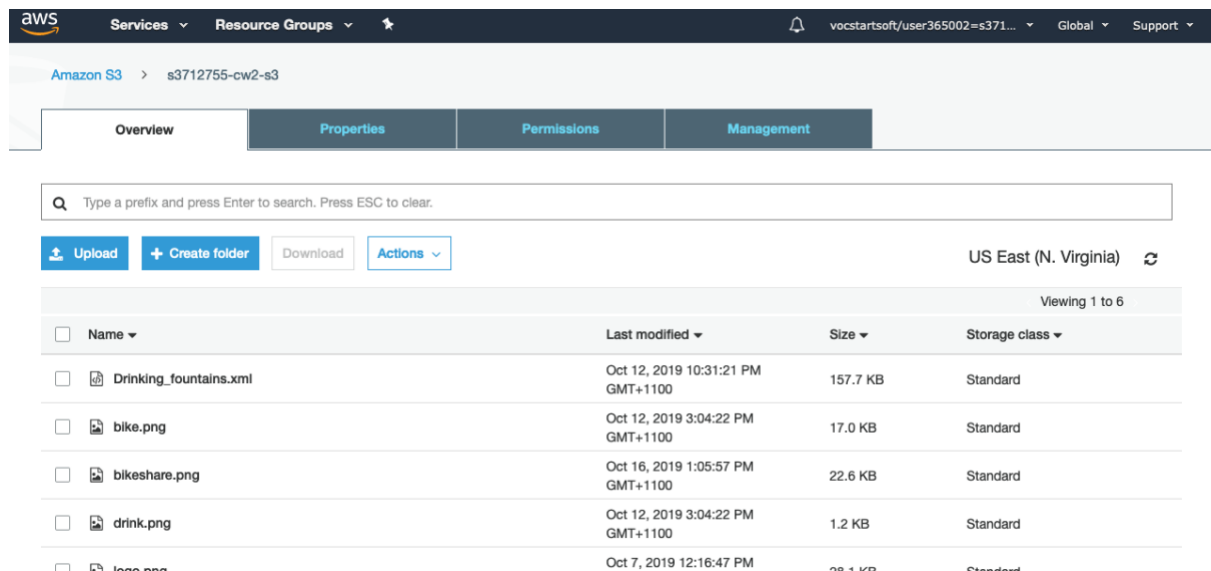 aws Services Resource Groups vocstartsoft/user365002=s371... Global Support
Amazon S3 > s3712755-cw2-s3
Overview Properties Permissions Management
Type a prefix and press Enter to search. Press ESC to clear.
Upload + Create folder Download Actions
US East (N. Virginia)
Viewing 1 to 6
Name Last modified Size Storage class
Drinking_fountains.xml Oct 12, 2019 10:31:21 PM GMT+1100 157.7 KB Standard
bike.png Oct 12, 2019 3:04:22 PM GMT+1100 17.0 KB Standard
bikeshare.png Oct 16, 2019 1:05:57 PM GMT+1100 22.6 KB Standard
drink.png Oct 12, 2019 3:04:22 PM GMT+1100 1.2 KB Standard
logo.png Oct 7, 2019 12:16:47 PM 28.1 KB Standard